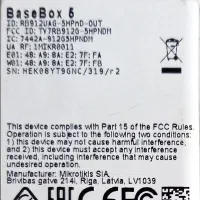 BaseBox 5
ID: RB912UAG-5HPnD-OUT
FCC ID: TV7RB912G-5HPNDM
IC: 7442A-912G5HPNDM
UA RF: 1MIKR0011
E01: 48: A9: 8A: E2: 7F: FA
W01: 48: A9: 8A: E2: 7F: FB
SN: HEK08YT9GNC/319/r2
This device complies with Part 15 of the FCC Rules.
Operation is subject to the following two conditions:
1) this device may not cause harmful interference;
and 2) this device must accept any interference
received, including interference that may cause
undesired operation.
Manufacturer: Mikrotikls SIA,
Brivibas gatve 214i, Riga, Latvia, LV1039